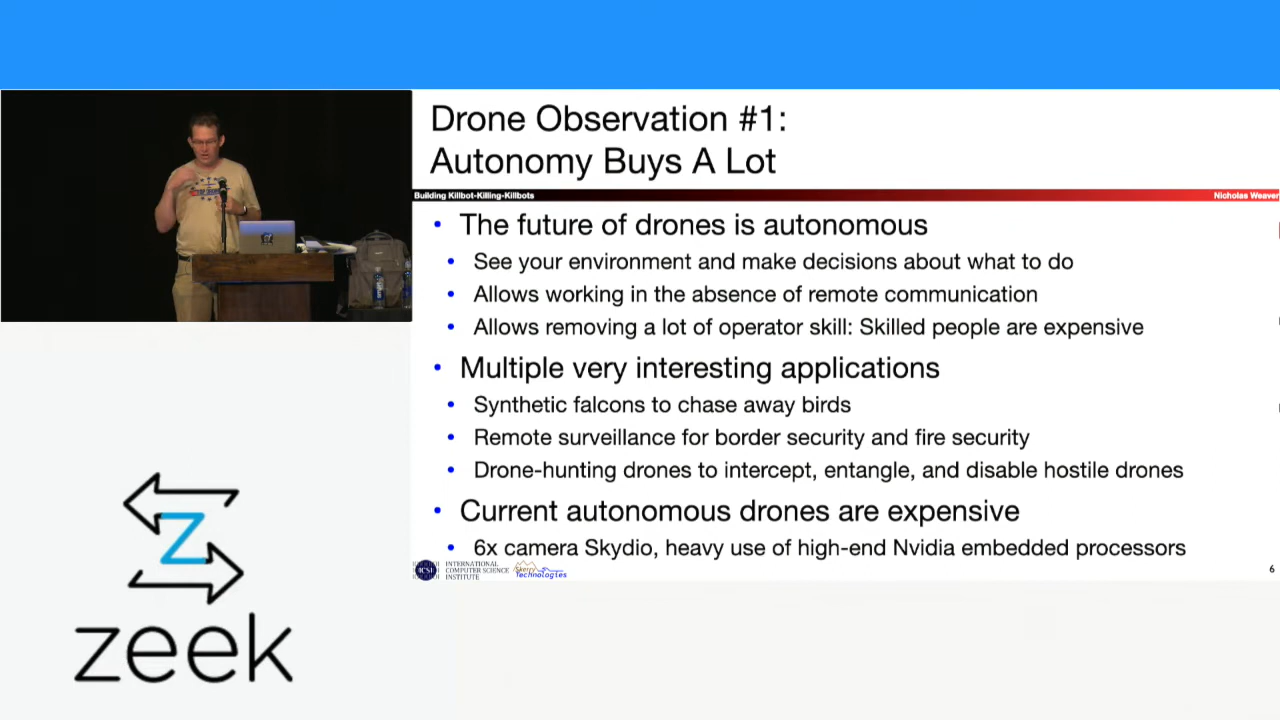 Drone Observation #1:
Autonomy Buys A Lot
Building Killbot-Killing-Killbots
Nicholas Weaver
• The future of drones is autonomous
• See your environment and make decisions about what to do
• Allows working in the absence of remote communication
• Allows removing a lot of operator skill: Skilled people are expensive
• Multiple very interesting applications
• Synthetic falcons to chase away birds
• Remote surveillance for border security and fire security
• Drone-hunting drones to intercept, entangle, and disable hostile drones
• Current autonomous drones are expensive
• 6x camera Skydio, heavy use of high-end Nvidia embedded processors
ICSI
INTERNATIONAL
COMPUTER SCIENCE
INSTITUTE
Skerry
Technologies
6
Z
zeek